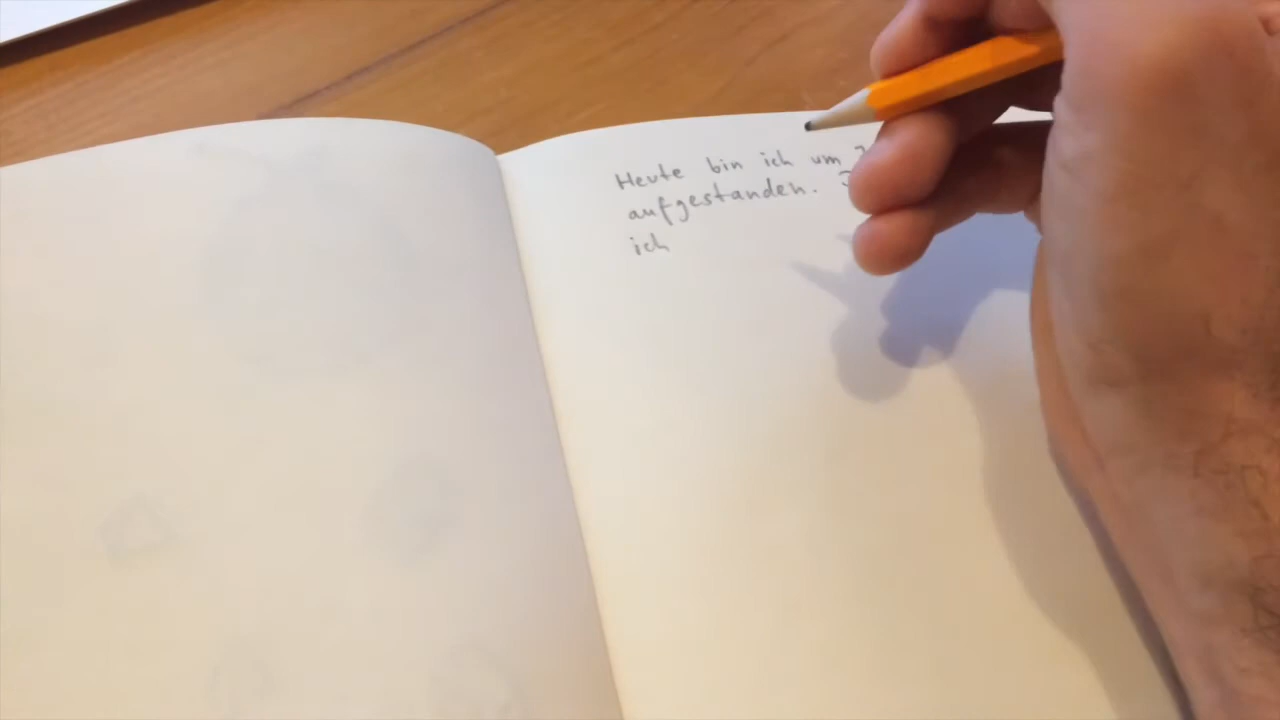 Heute bin ich um
aufgestanden.
ich